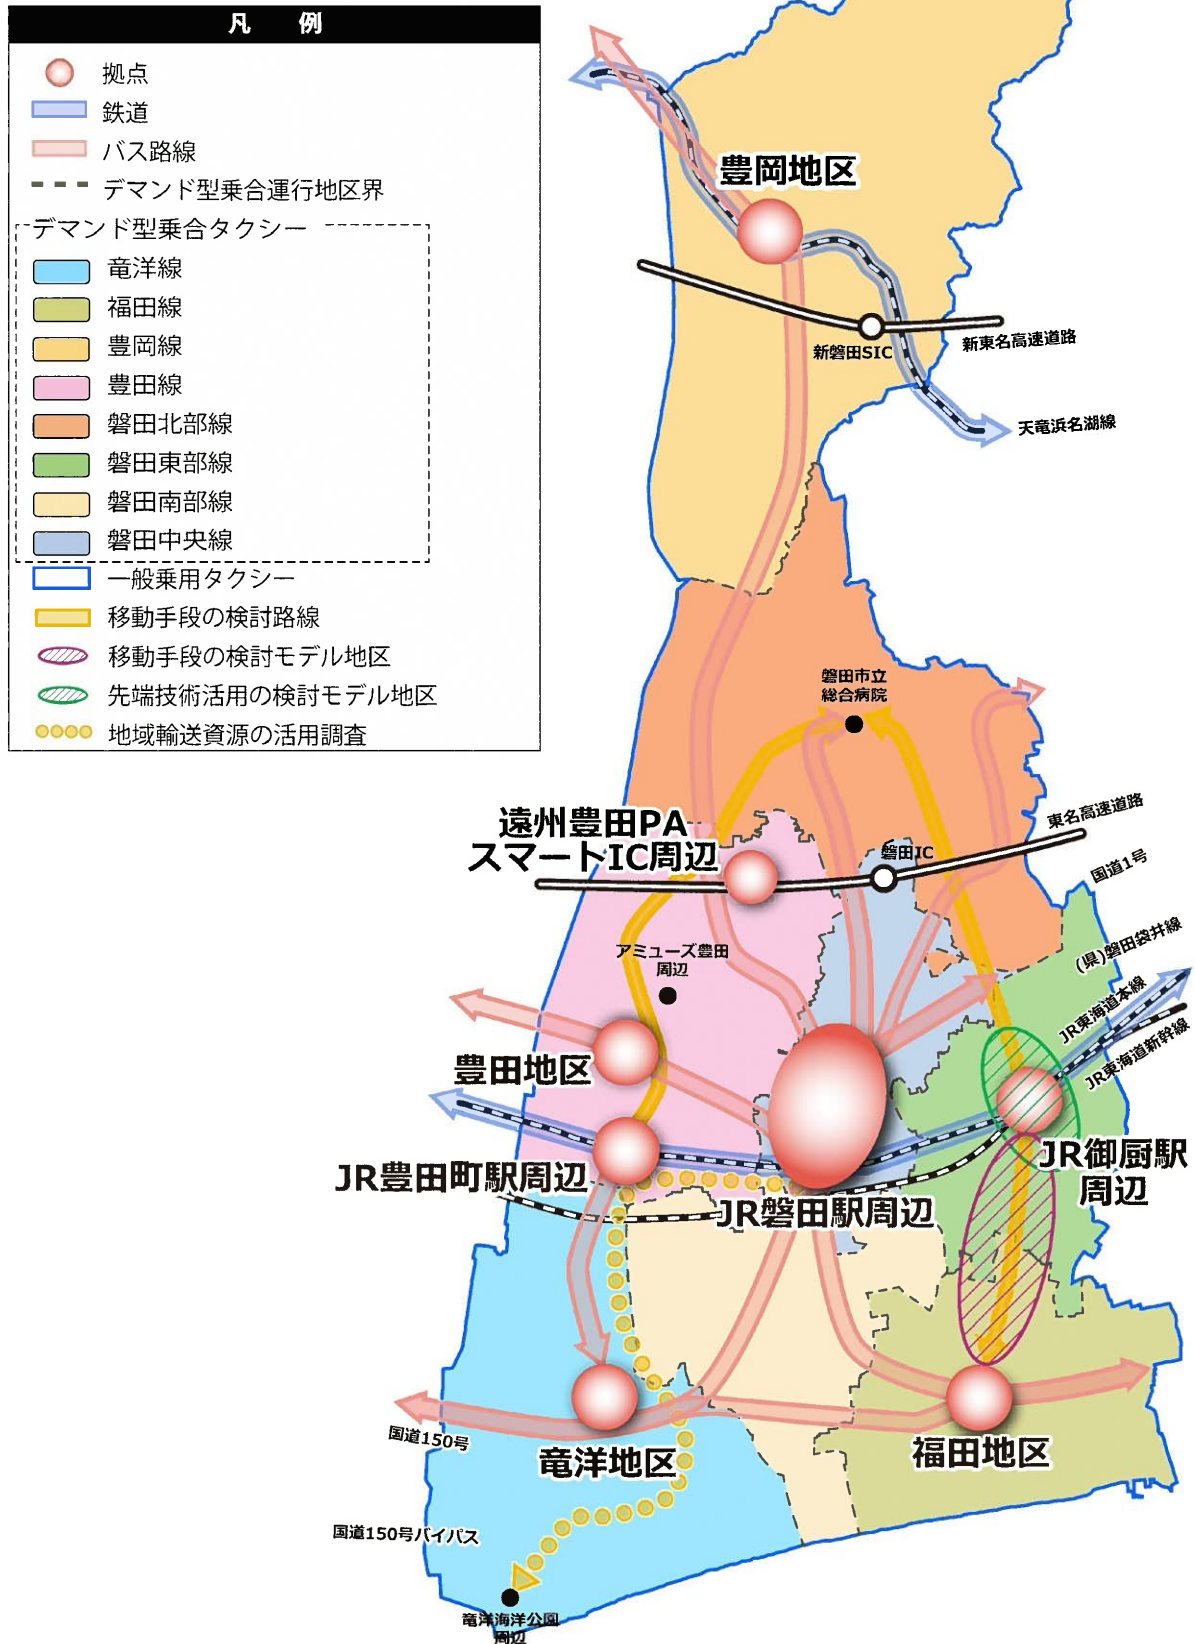 凡 例
拠点
鉄道
バス路線
デマンド型乗合運行地区界
デマンド型乗合タクシー
竜洋線
福田線
豊岡線
豊田線
磐田北部線
磐田東部線
磐田南部線
磐田中央線
一般乗用タクシー
移動手段の検討路線
移動手段の検討モデル地区
先端技術活用の検討モデル地区
地域輸送資源の活用調査
豊岡地区
新磐田SIC
新東名高速道路
天竜浜名湖線
磐田市立
総合病院
遠州豊田PA
スマートIC周辺
東名高速道路
磐田IC
国道1号
(県)磐田袋井線
アミューズ豊田
周辺
JR東海道本線
JR東海道新幹線
豊田地区
JR豊田町駅周辺
JR御厨駅
周辺
JR磐田駅周辺
国道150号
竜洋地区
福田地区
国道150号バイパス
竜洋海洋公園
周辺